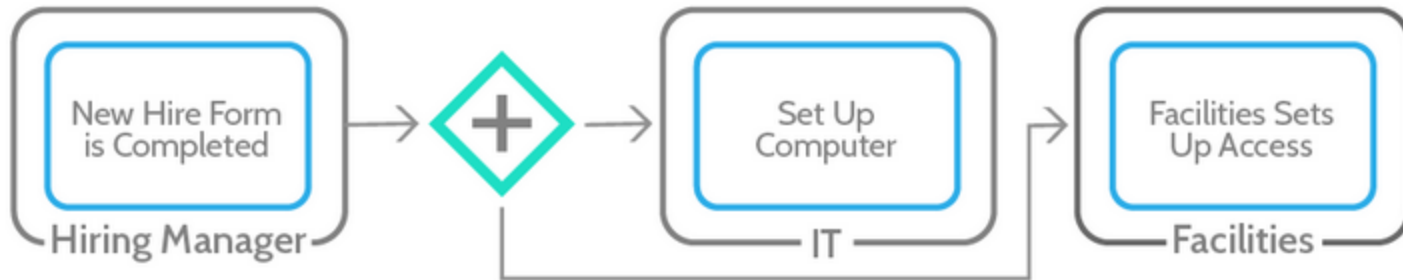 New Hire Form
is Completed
Hiring Manager
Set Up
Computer
IT
Facilities Sets
Up Access
Facilities